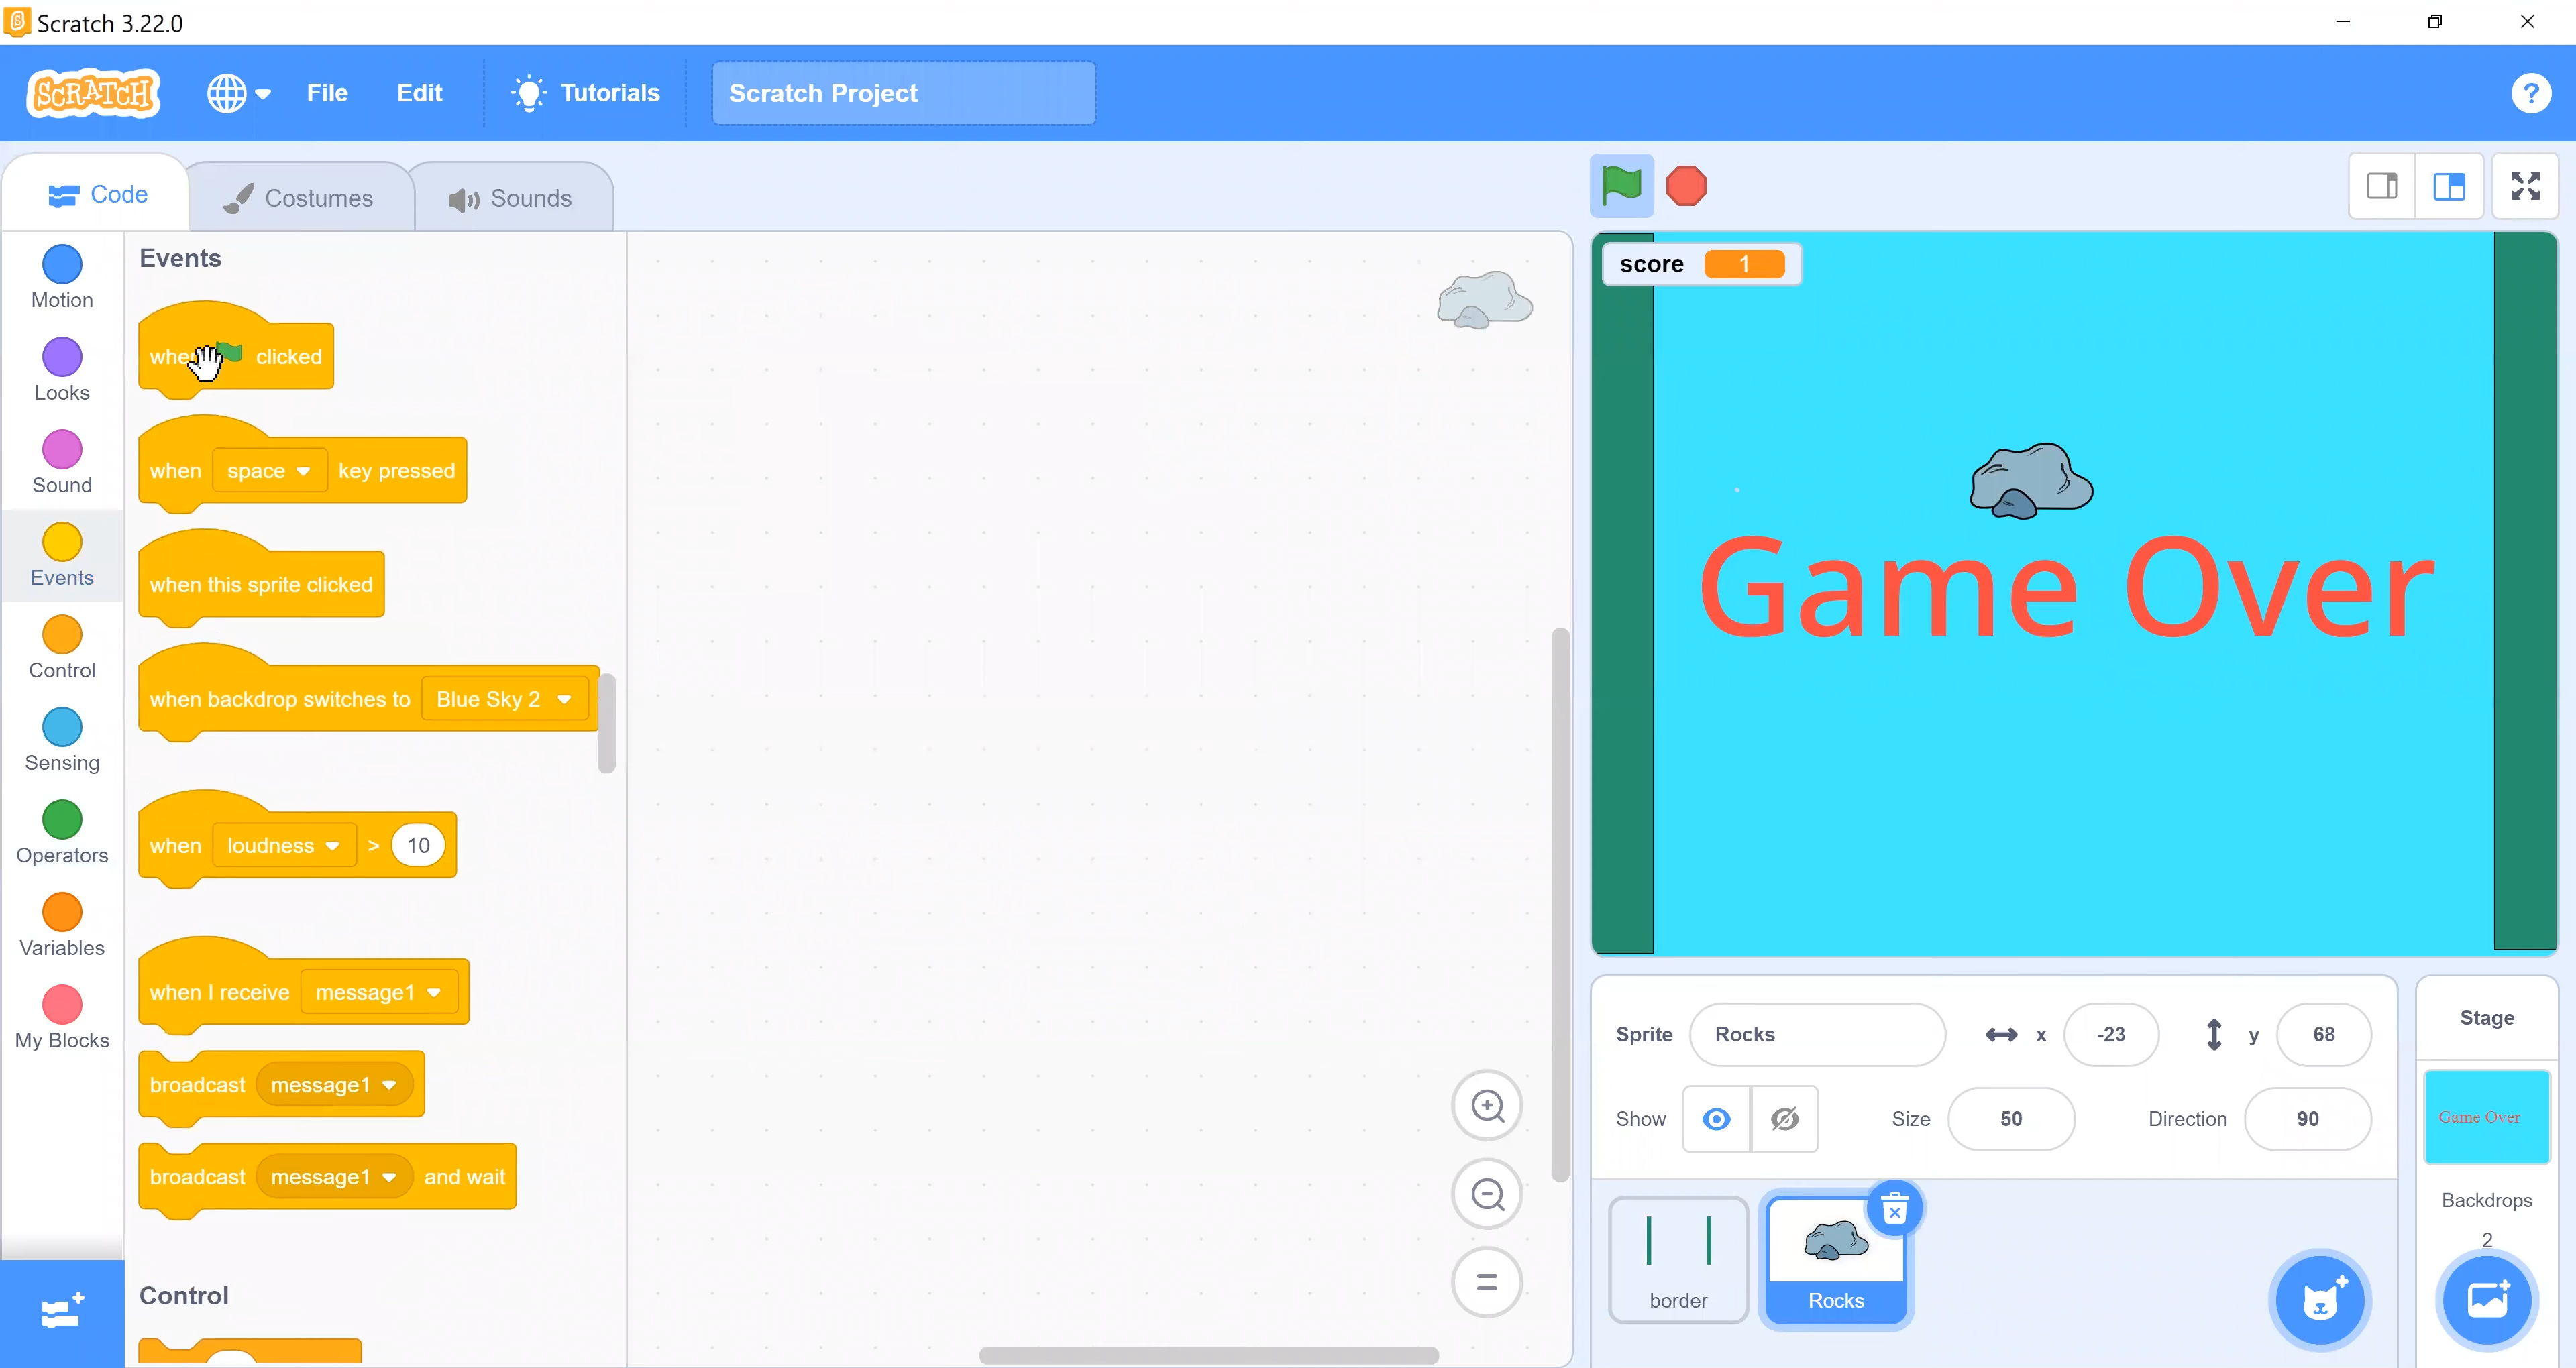 Scratch 3.22.0
SCRATCH File Edit Tutorials Scratch Project ?
Code Costumes Sounds
Motion
Looks
Sound
Events
Control
Sensing
Operators
Variables
My Blocks
Events
when clicked
when space key pressed
when this sprite clicked
when backdrop switches to Blue Sky 2
when loudness > 10
when I receive message1
broadcast message1
broadcast message1 and wait
Control
score 1
Game Over
Sprite Rocks x -23 y 68
Show Size 50 Direction 90
border
Rocks
Stage
Game Over
Backdrops
2